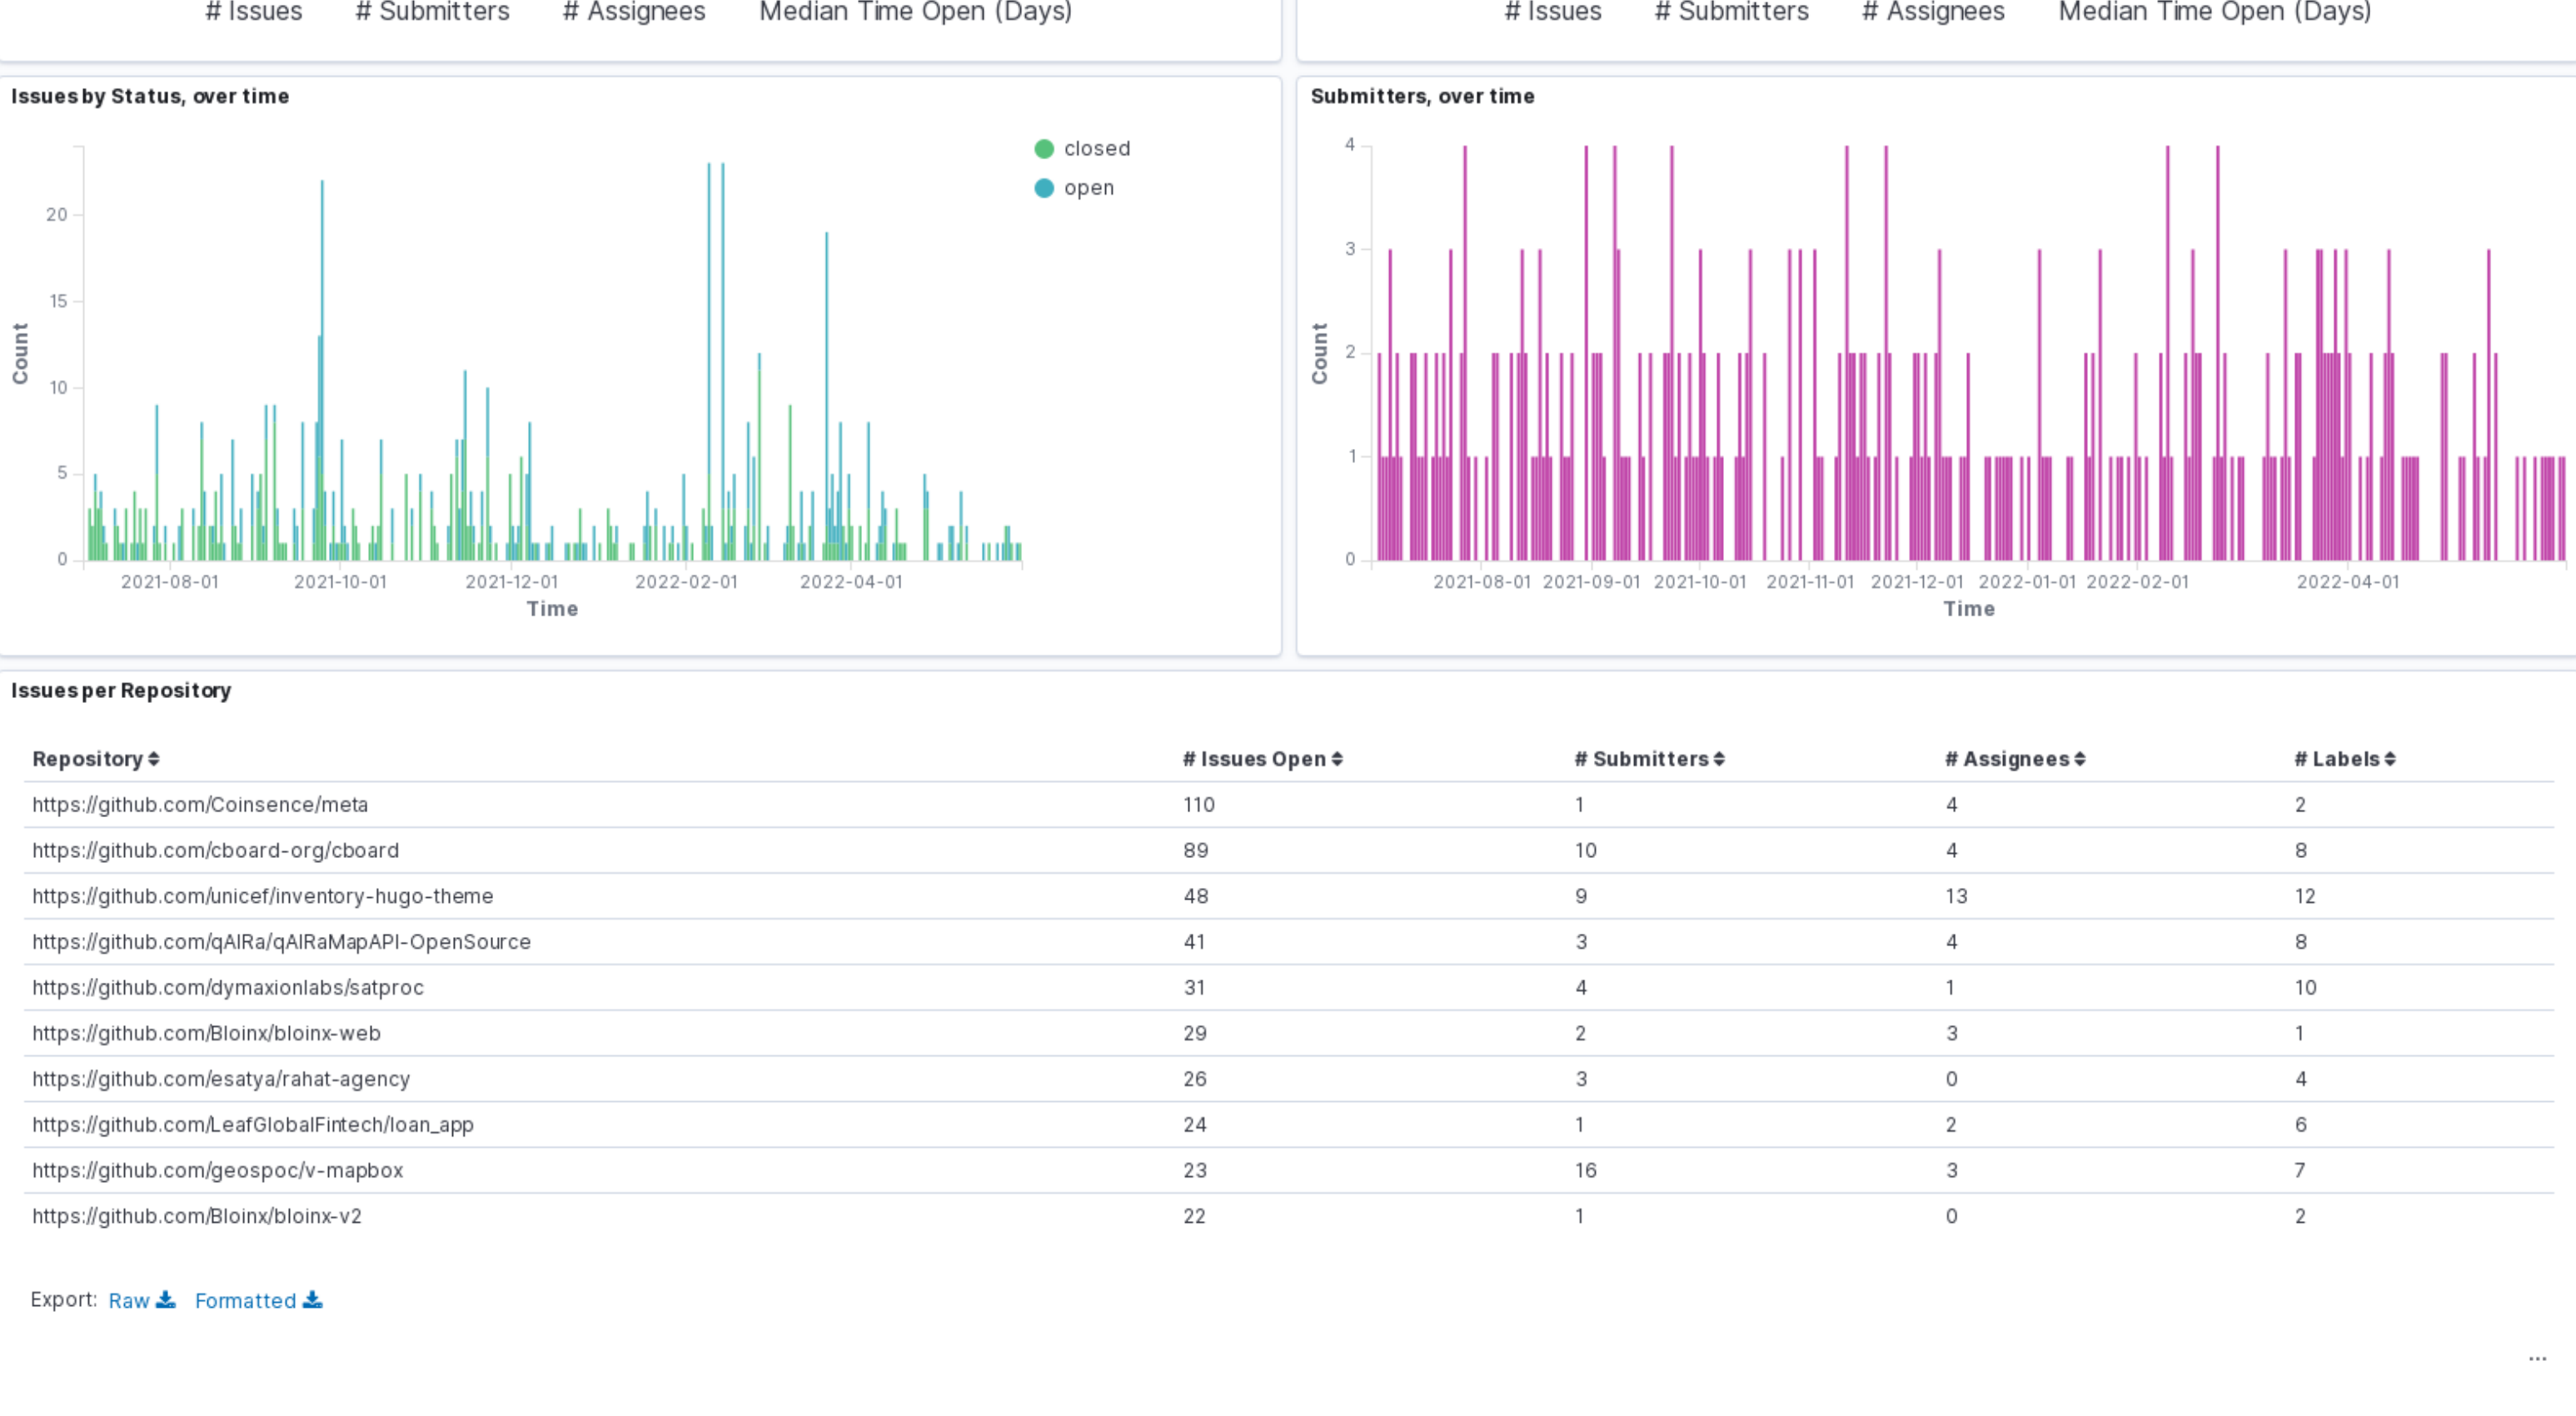 # Issues # Submitters # Assignees Median Time Open (Days)
# Issues # Submitters # Assignees Median Time Open (Days)
Issues by Status, over time
closed
open
Count
20
15
10
5
0
2021-08-01 2021-10-01 2021-12-01 2022-02-01 2022-04-01
Time
Submitters, over time
Count
4
3
2
1
0
2021-08-01 2021-09-01 2021-10-01 2021-11-01 2021-12-01 2022-01-01 2022-02-01 2022-04-01
Time
Issues per Repository
Repository # Issues Open # Submitters # Assignees # Labels
https://github.com/Coinsence/meta 110 1 4 2
https://github.com/cboard-org/cboard 89 10 4 8
https://github.com/unicef/inventory-hugo-theme 48 9 13 12
https://github.com/qAIRa/qAIRaMapAPI-OpenSource 41 3 4 8
https://github.com/dymaxionlabs/satproc 31 4 1 10
https://github.com/Bloinx/bloinx-web 29 2 3 1
https://github.com/esatya/rahat-agency 26 3 0 4
https://github.com/LeafGlobalFintech/loan_app 24 1 2 6
https://github.com/geospoc/v-mapbox 23 16 3 7
https://github.com/Bloinx/bloinx-v2 22 1 0 2
Export: Raw Formatted
...